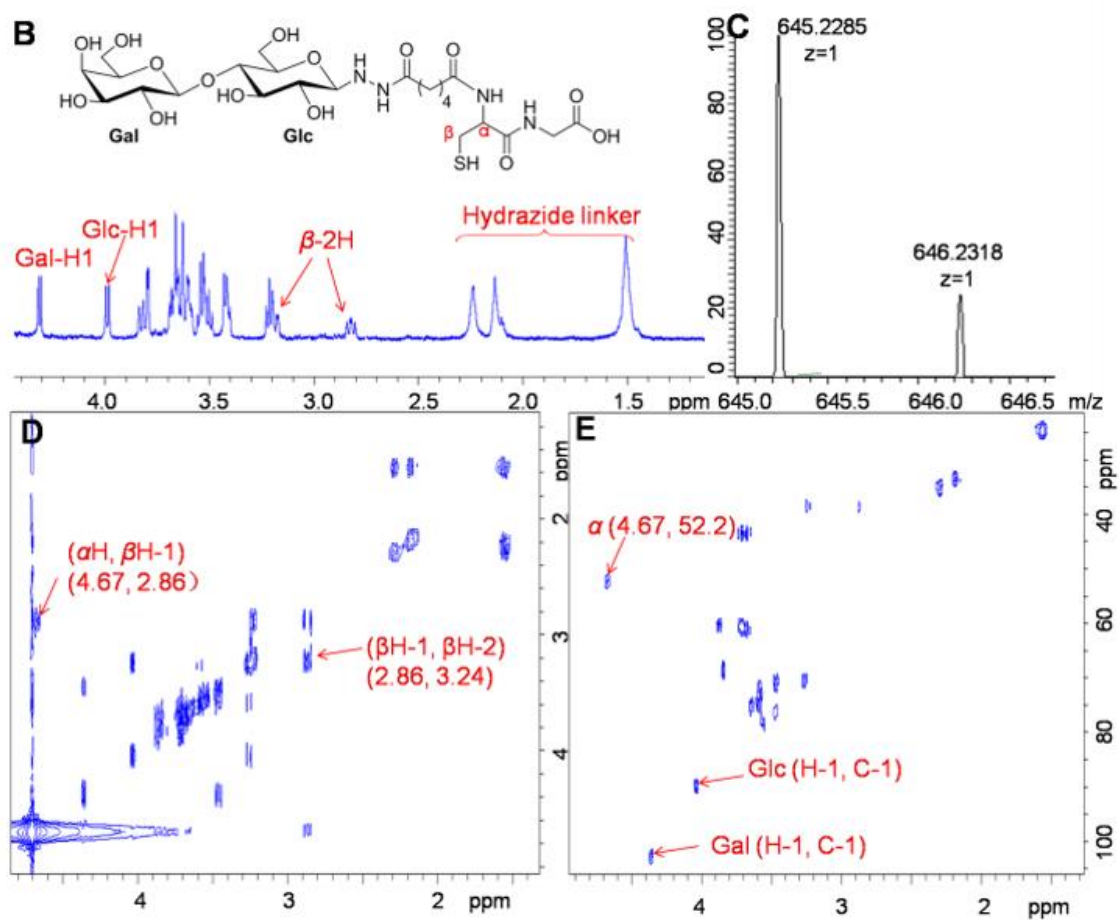 B
OH
OH
OH
O
O
O
HO
O
N
H
H
N
HO
OH
OH
HO
4
NH
H
N
OH
β
α
SH
O
O
Gal
Glc
Gal-H1
Glc-H1
β-2H
Hydrazide linker
4.0 3.5 3.0 2.5 2.0 1.5 ppm
C
100
80
60
40
20
0
645.2285
z=1
646.2318
z=1
645.0 645.5 646.0 646.5 m/z
D
ppm
2
3
4
(αH, βH-1)
(4.67, 2.86)
(βH-1, βH-2)
(2.86, 3.24)
4 3 2 ppm
E
ppm
40
60
80
100
α (4.67, 52.2)
Glc (H-1, C-1)
Gal (H-1, C-1)
4 3 2 ppm